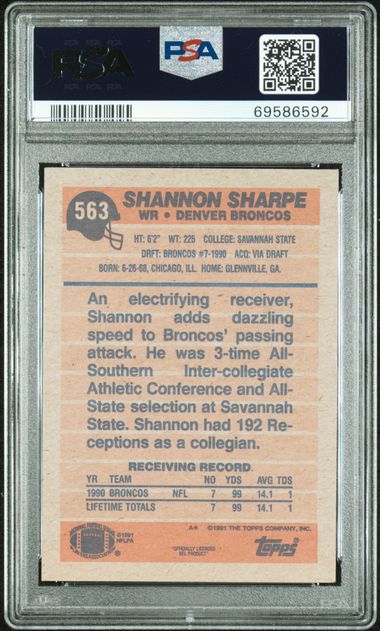 PSA
PSA
69586592
563
SHANNON SHARPE
WR • DENVER BRONCOS
HT: 6'2" WT: 225 COLLEGE: SAVANNAH STATE
DRFT: BRONCOS #7-1990 ACQ: VIA DRAFT
BORN: 6-26-68, CHICAGO, ILL. HOME: GLENNVILLE, GA.
An electrifying receiver,
Shannon adds dazzling
speed to Broncos' passing
attack. He was 3-time All-
Southern Inter-collegiate
Athletic Conference and All-
State selection at Savannah
State. Shannon had 192 Re-
ceptions as a collegian.
RECEIVING RECORD
YR TEAM NO YDS AVG TDS
1990 BRONCOS NFL 7 99 14.1 1
LIFETIME TOTALS 7 99 14.1 1
A* ©1991 THE TOPPS COMPANY, INC.
©1991
NFLPA
"OFFICIALLY LICENSED
NFL PRODUCT"
TOPPS